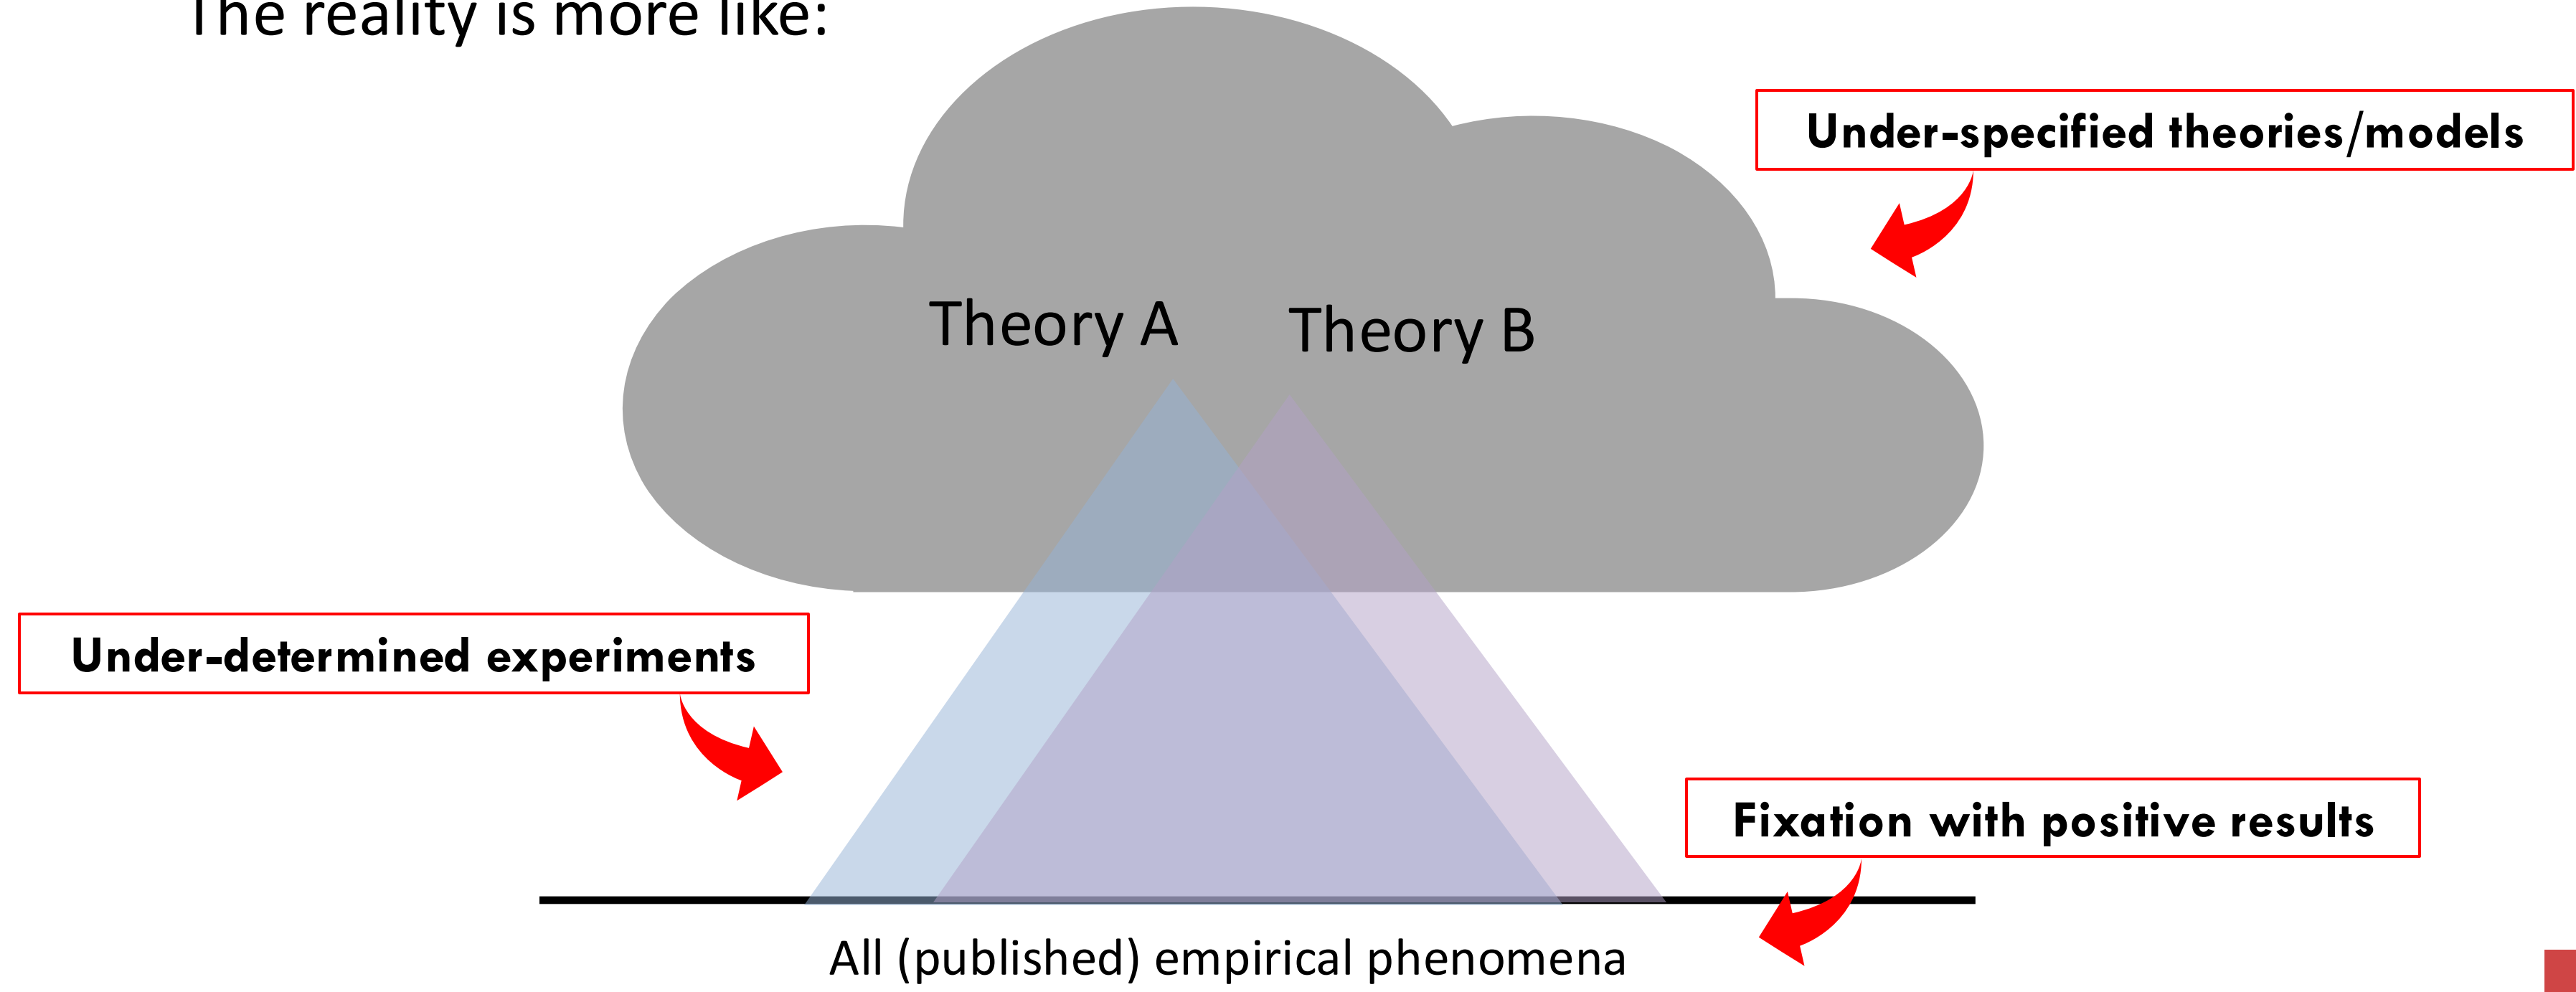 The reality is more like:
Under-specified theories/models
Theory A
Theory B
Under-determined experiments
Fixation with positive results
All (published) empirical phenomena